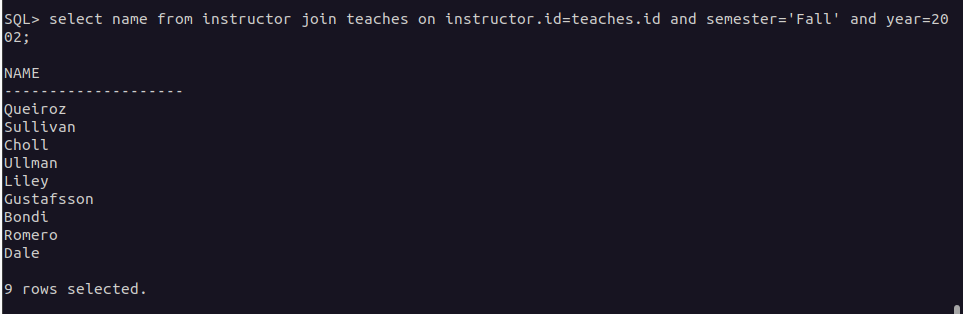 SQL> select name from instructor join teaches on instructor.id=teaches.id and semester='Fall' and year=20
02;
NAME
--------------------
Queiroz
Sullivan
Choll
Ullman
Liley
Gustafsson
Bondi
Romero
Dale
9 rows selected.